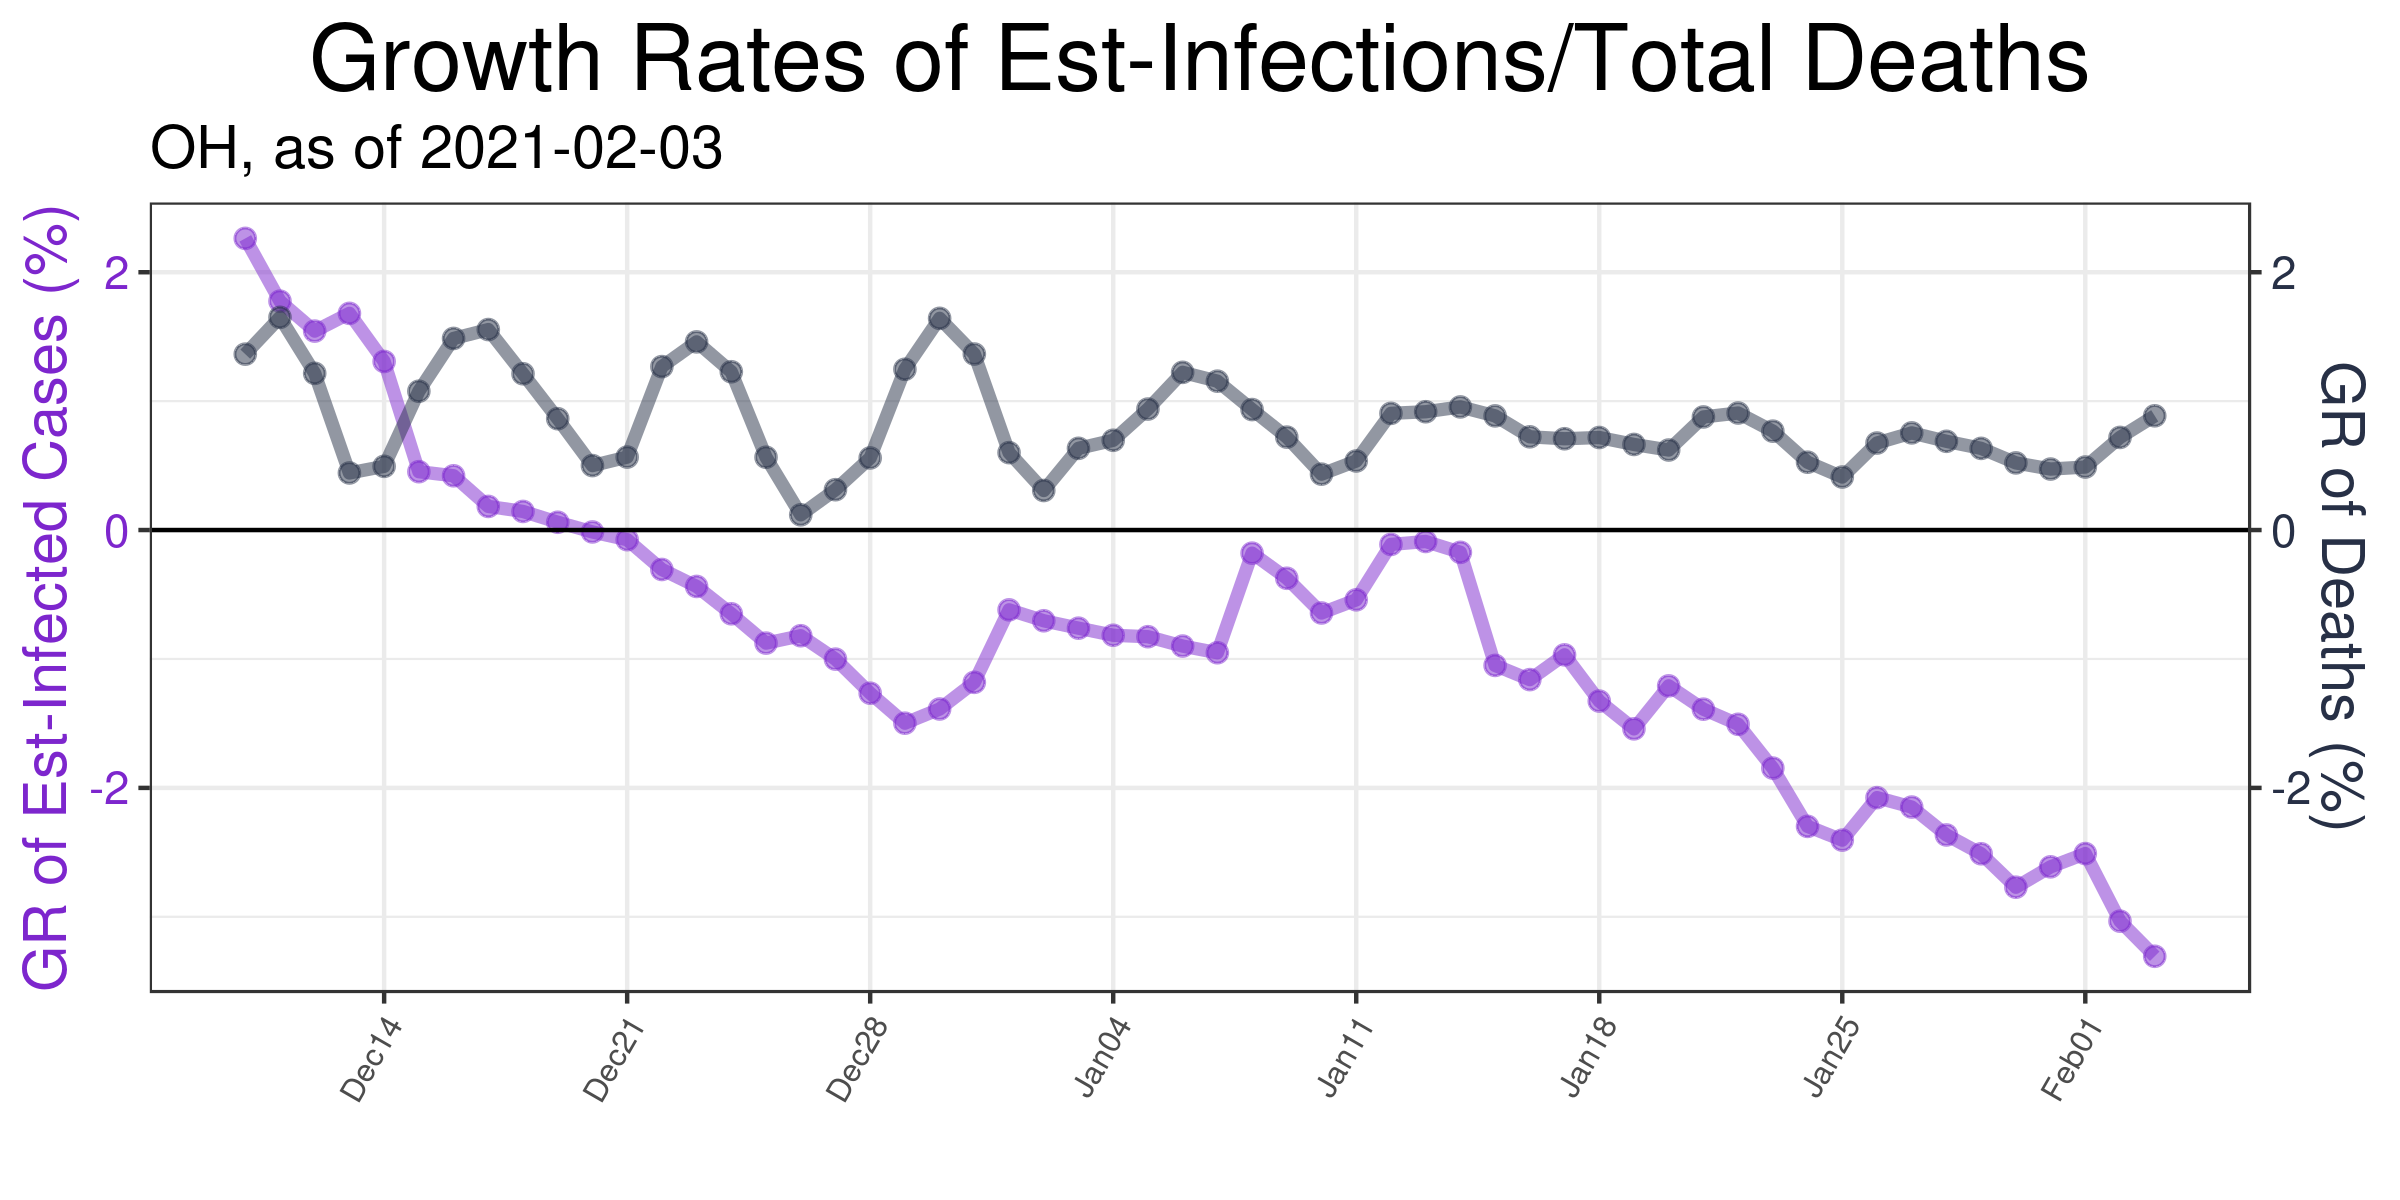 Growth Rates of Est-Infections/Total Deaths
OH, as of 2021-02-03
GR of Est-Infected Cases (%)
2
0
-2
2
0
-2
GR of Deaths (%)
Dec14
Dec21
Dec28
Jan04
Jan11
Jan18
Jan25
Feb01